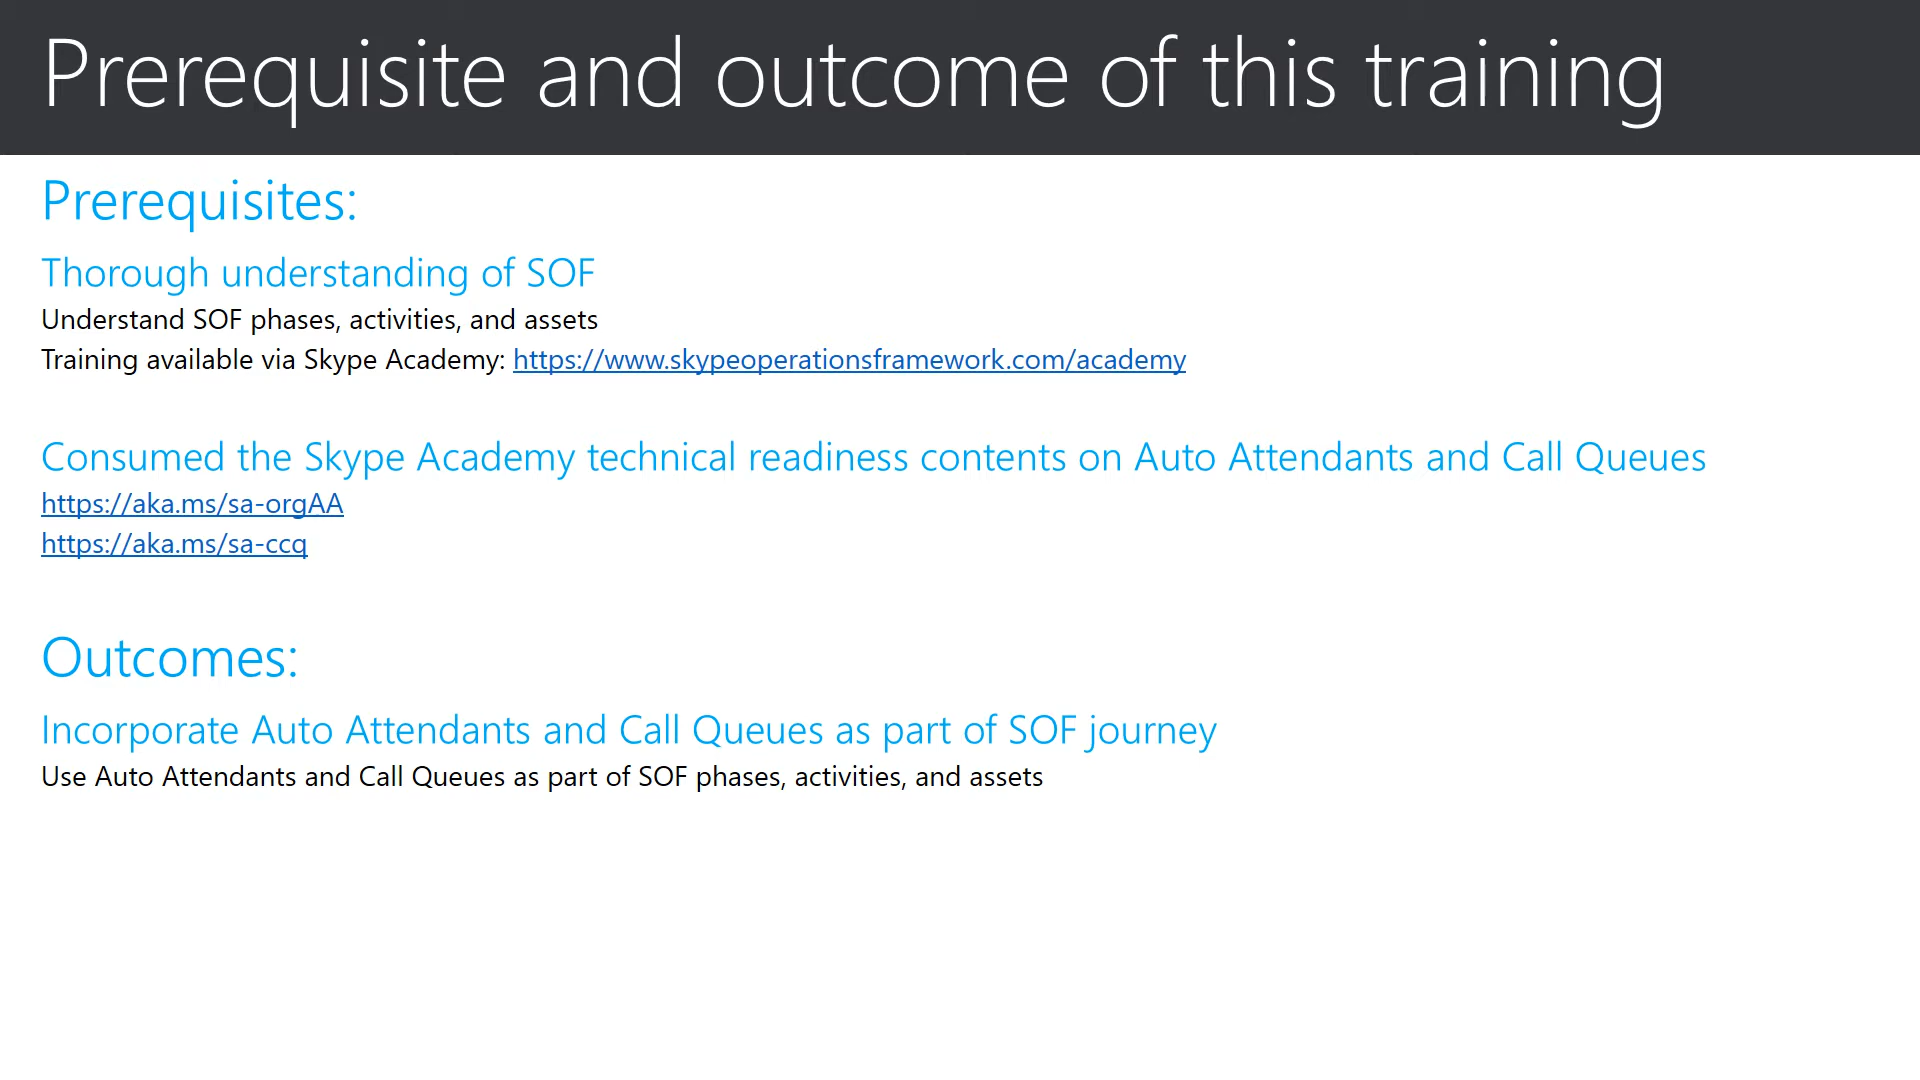 Prerequisite and outcome of this training
Prerequisites:
Thorough understanding of SOF
Understand SOF phases, activities, and assets
Training available via Skype Academy: https://www.skypeoperationsframework.com/academy
Consumed the Skype Academy technical readiness contents on Auto Attendants and Call Queues
https://aka.ms/sa-orgAA
https://aka.ms/sa-ccq
Outcomes:
Incorporate Auto Attendants and Call Queues as part of SOF journey
Use Auto Attendants and Call Queues as part of SOF phases, activities, and assets